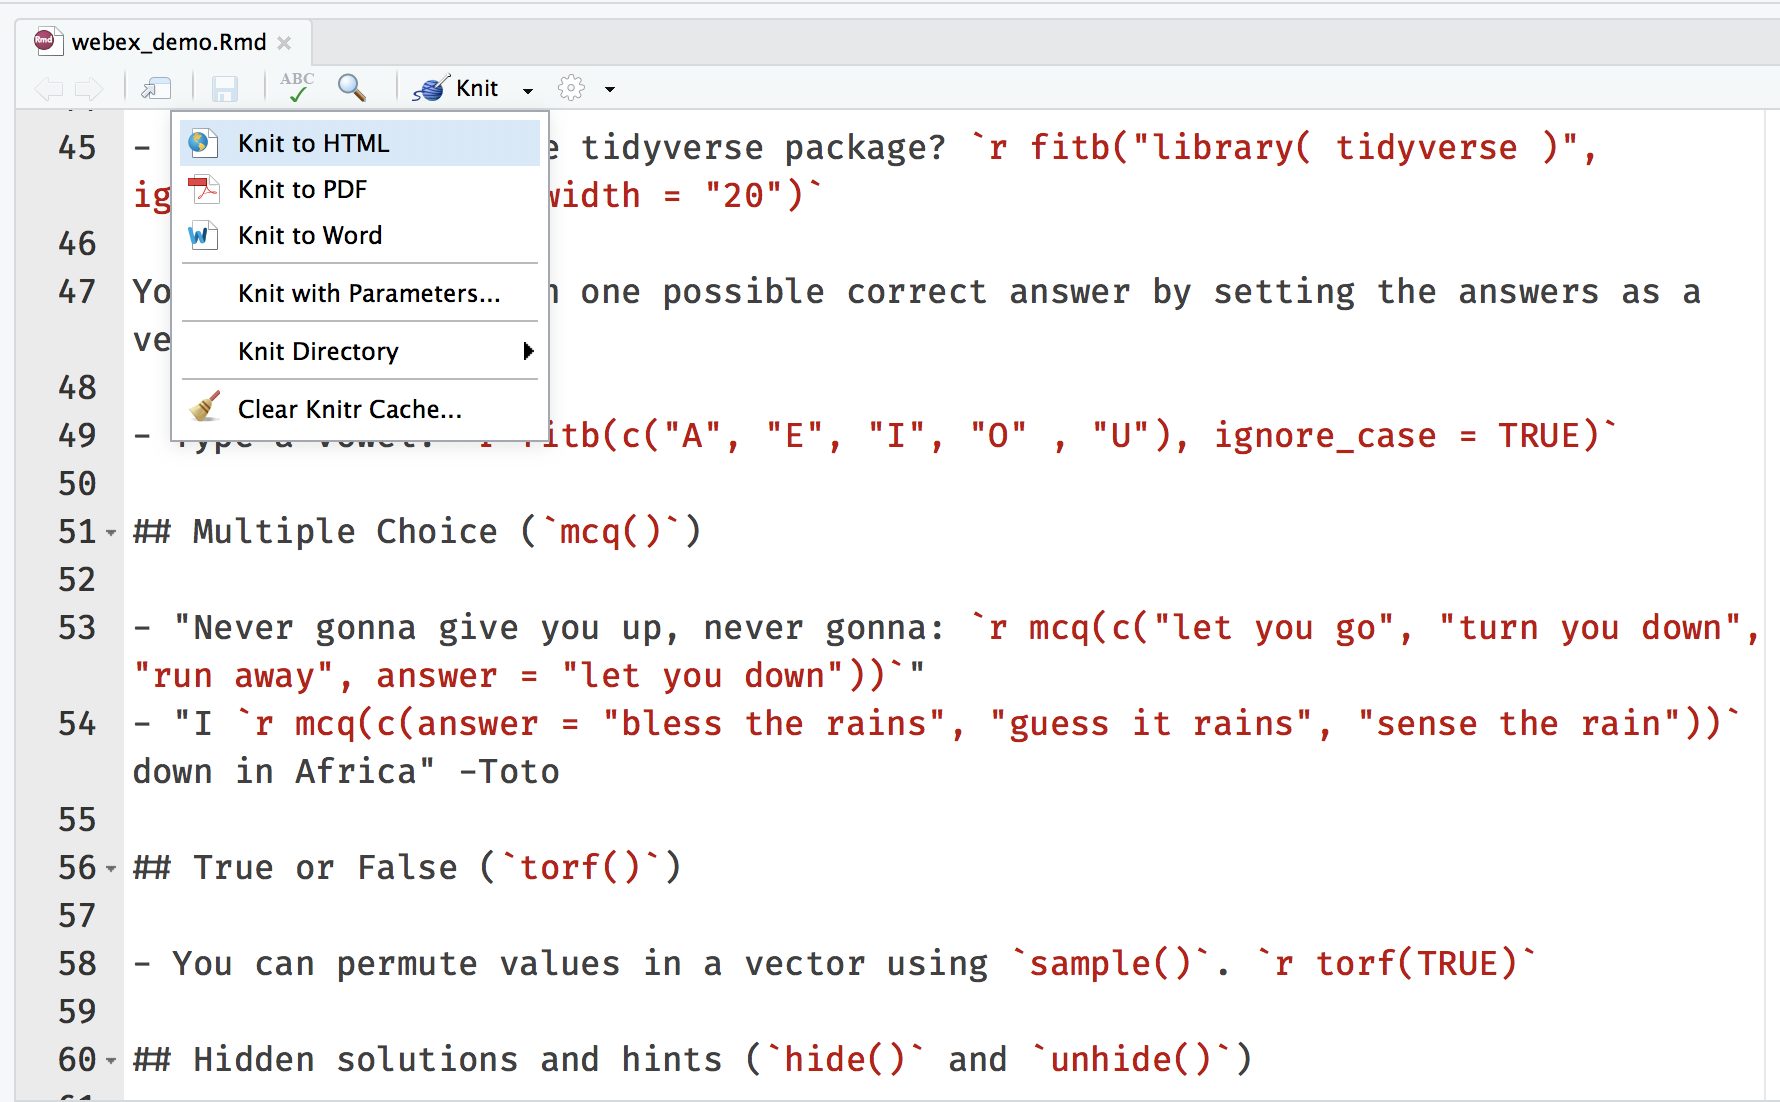 Rmd webex_demo.Rmd
ABC Knit
Knit to HTML
Knit to PDF
Knit to Word
Knit with Parameters...
Knit Directory
Clear Knitr Cache...
45 - e tidyverse package? `r fitb("library( tidyverse )",
ig width = "20")`
46
47 Yo n one possible correct answer by setting the answers as a
ve
48
49 - Type a vowel: `r fitb(c("A", "E", "I", "O" , "U"), ignore_case = TRUE)`
50
51 ## Multiple Choice (`mcq()`)
52
53 - "Never gonna give you up, never gonna: `r mcq(c("let you go", "turn you down",
"run away", answer = "let you down"))`"
54 - "I `r mcq(c(answer = "bless the rains", "guess it rains", "sense the rain"))`
down in Africa" -Toto
55
56 ## True or False (`torf()`)
57
58 - You can permute values in a vector using `sample()`. `r torf(TRUE)`
59
60 ## Hidden solutions and hints (`hide()` and `unhide()`)
61